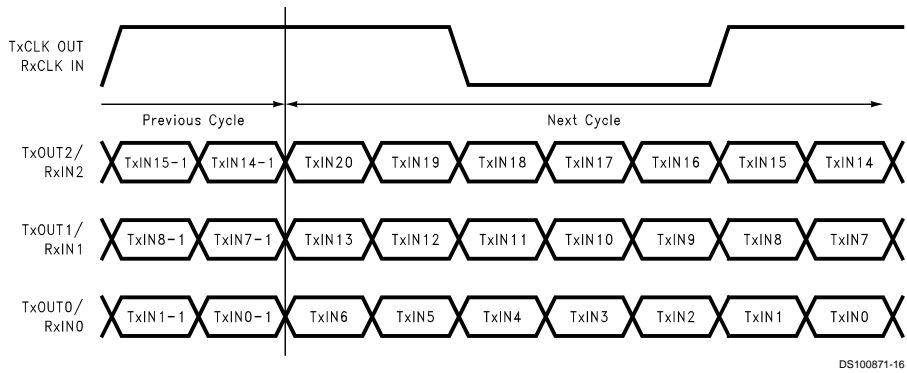 TxCLK OUT
RxCLK IN
Previous Cycle
Next Cycle
TxOUT2/
RxIN2
TxIN15-1 TxIN14-1 TxIN20 TxIN19 TxIN18 TxIN17 TxIN16 TxIN15 TxIN14
TxOUT1/
RxIN1
TxIN8-1 TxIN7-1 TxIN13 TxIN12 TxIN11 TxIN10 TxIN9 TxIN8 TxIN7
TxOUT0/
RxIN0
TxIN1-1 TxIN0-1 TxIN6 TxIN5 TxIN4 TxIN3 TxIN2 TxIN1 TxIN0
DS100871-16